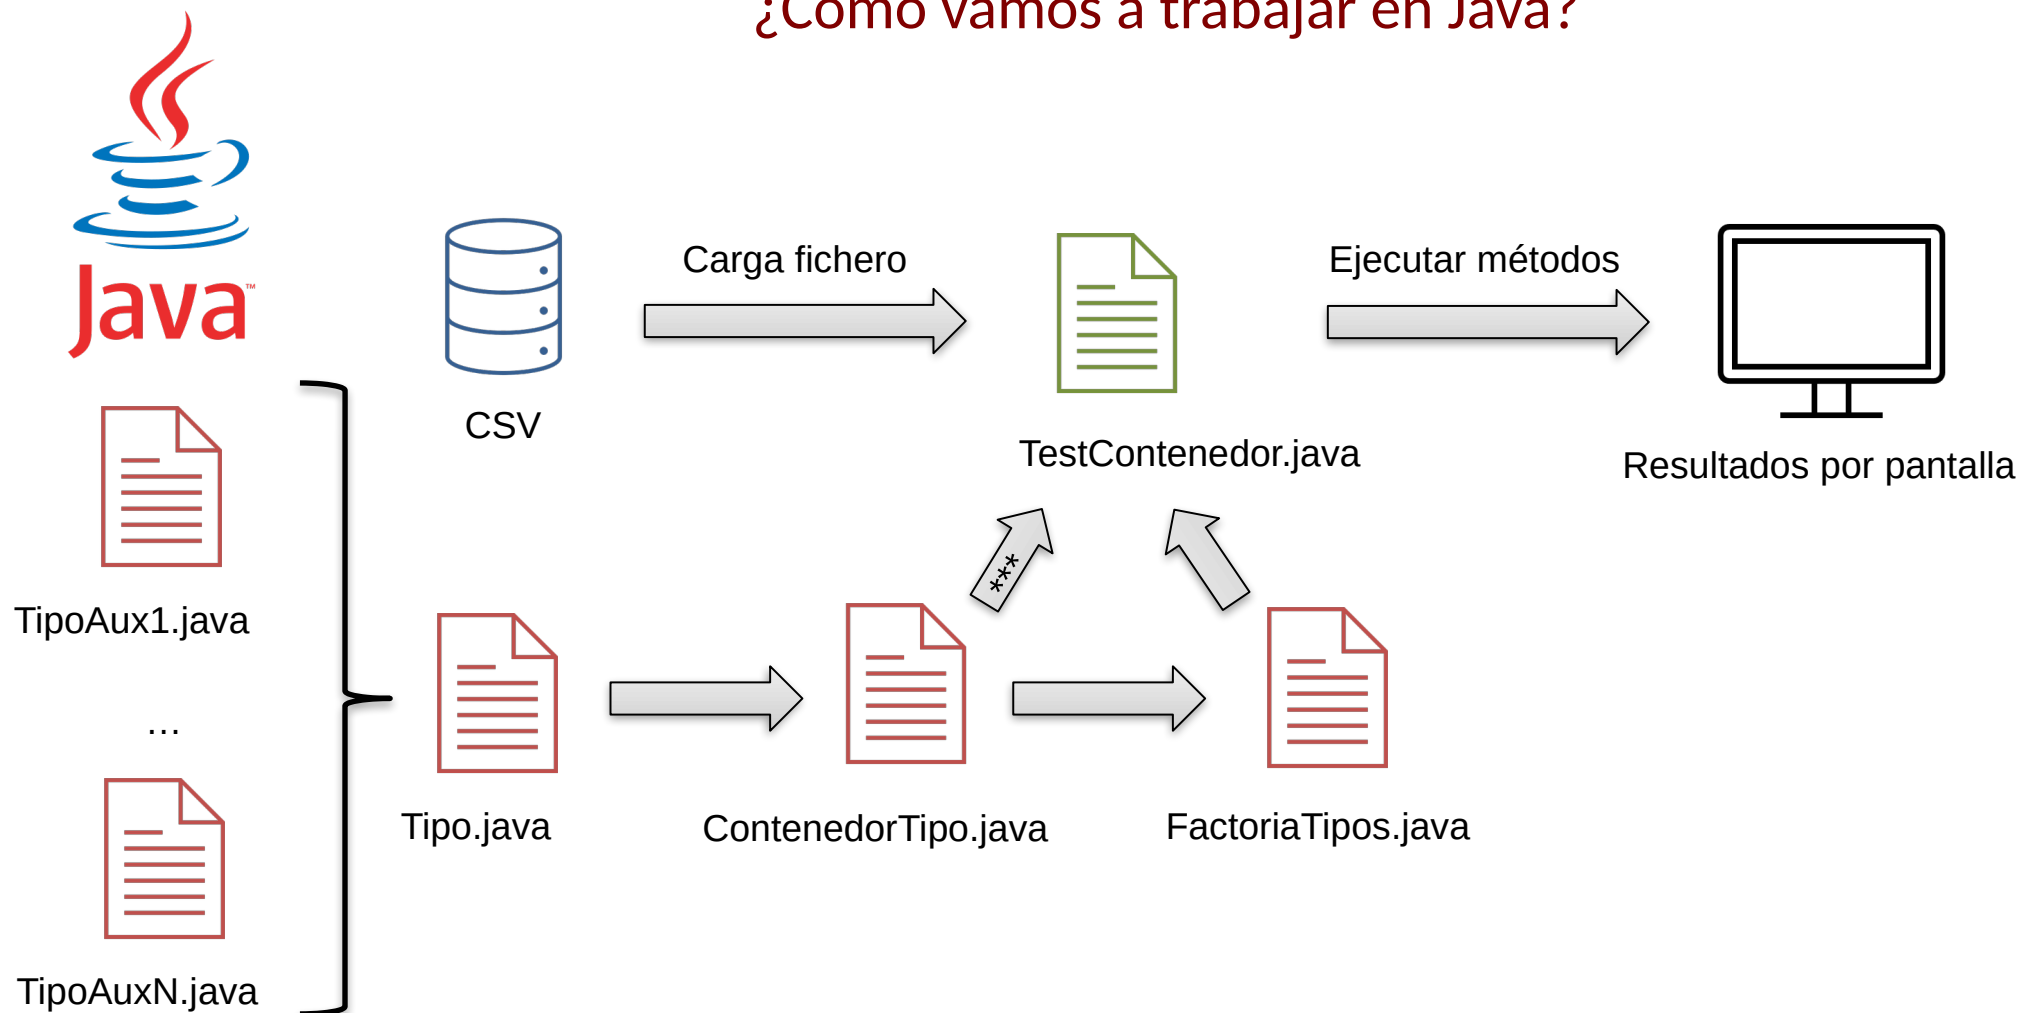 ¿Cómo vamos a trabajar en Java?
Java™
Carga fichero
Ejecutar métodos
CSV
TestContenedor.java
Resultados por pantalla
TipoAux1.java
***
...
Tipo.java
ContenedorTipo.java
FactoriaTipos.java
TipoAuxN.java